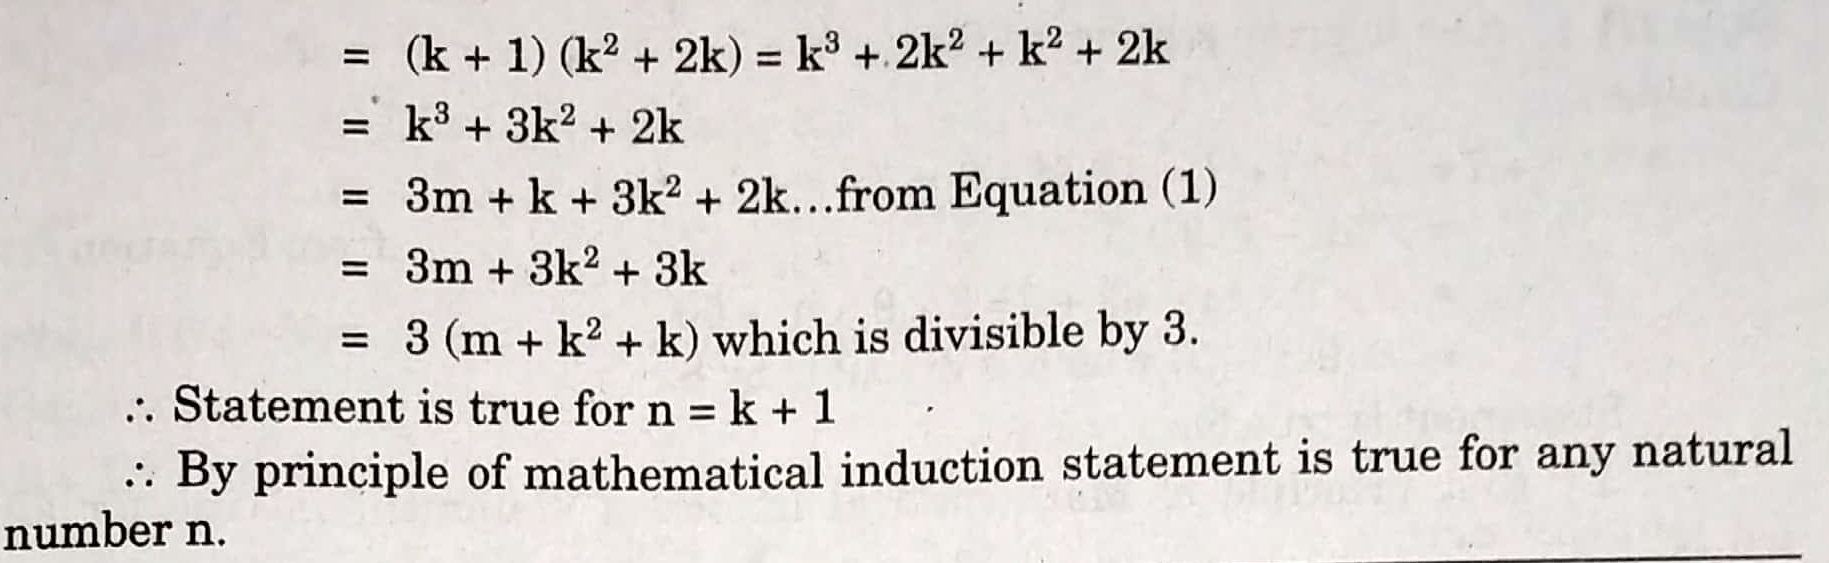 = (k + 1) (k² + 2k) = k³ + 2k² + k² + 2k
= k³ + 3k² + 2k
= 3m + k + 3k² + 2k...from Equation (1)
= 3m + 3k² + 3k
= 3 (m + k² + k) which is divisible by 3.
∴ Statement is true for n = k + 1
∴ By principle of mathematical induction statement is true for any natural
number n.